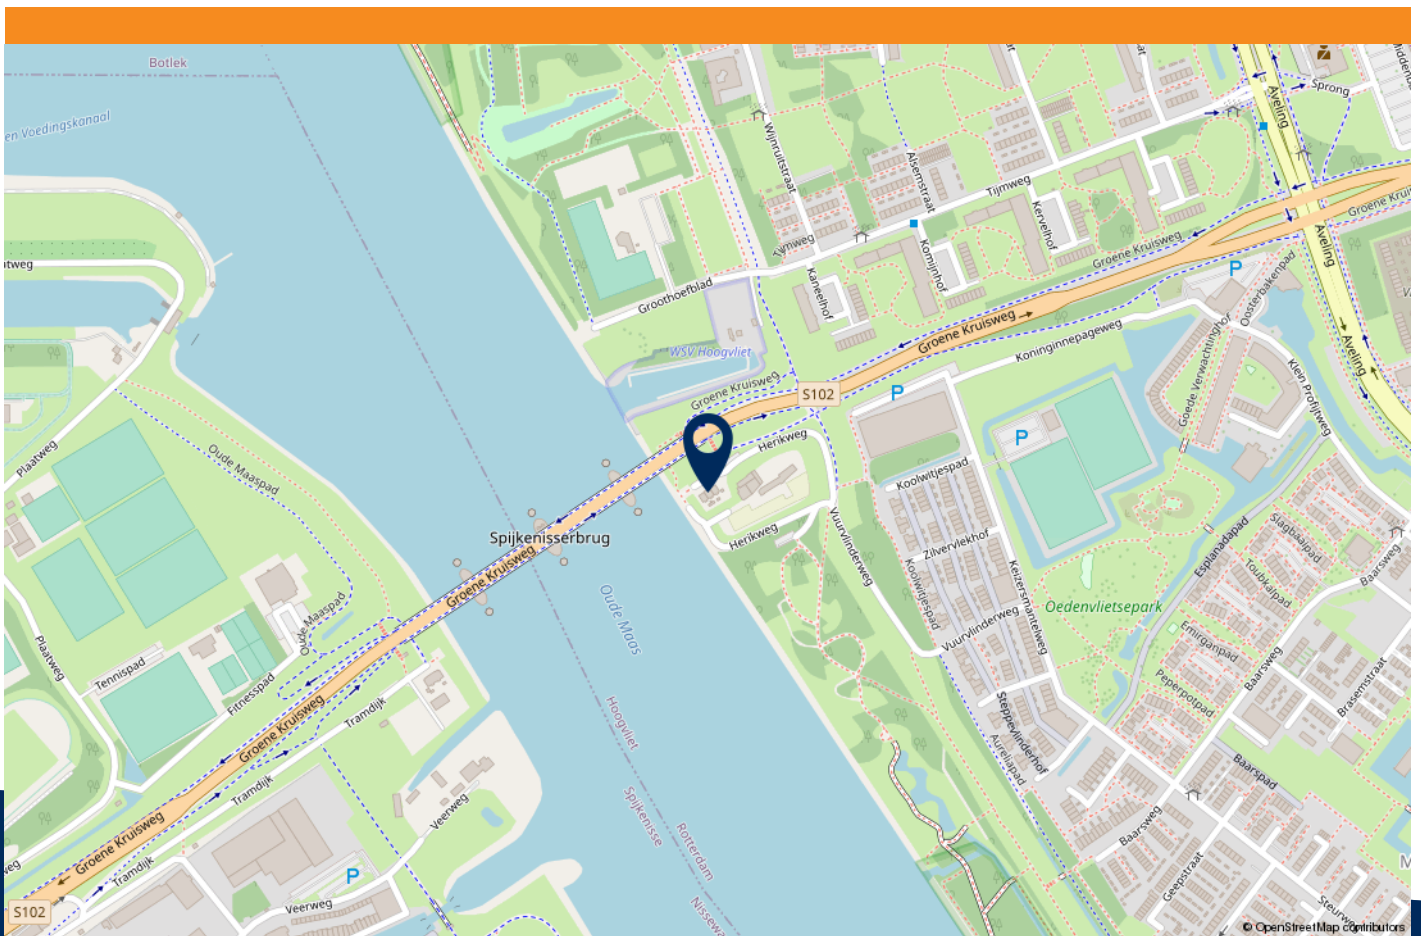 Botlek
en Voedingskanaal
Wijnruitstraat
Alsemstraat
Tijmweg
Kervelhof
Komijnhof
Kaneelhof
Tijmweg
Groothoefblad
WSV Hoogvliet
Groene Kruisweg
Groene Kruisweg
Groene Kruisweg
S102
Koninginnepageweg
Sprong
Aveling
Aveling
Aveling
Groene Krui
Oosterbakenpad
Goede Verwachtinghof
Klein Profijtweg
P
P
P
Plaatweg
Oude Maaspad
Herikweg
Herikweg
Vuurvlinderweg
Koolwitjespad
Zilvervlekhof
Koolwitjespad
Keizersmantelweg
Vuurvlinderweg
Steppevlinderhof
Aureliapad
Oedenvlietsepark
Esplanadapad
Slagbaaipad
Toubkalpad
Emirganpad
Peperpotpad
Baarsweg
Baarsweg
Brasemstraat
Baarspad
Baarsweg
Geepstraat
Steurwe
Spijkenisserbrug
Groene Kruisweg
Oude Maas
Oude Maaspad
Plaatweg
Tennispad
Fitnesspad
Groene Kruisweg
Tramdijk
Tramdijk
Groene Kruisweg
Tramdijk
Veerweg
Veerweg
P
S102
Hoogvliet
Spijkenisse
Rotterdam
Nissew
M
© OpenStreetMap contributors